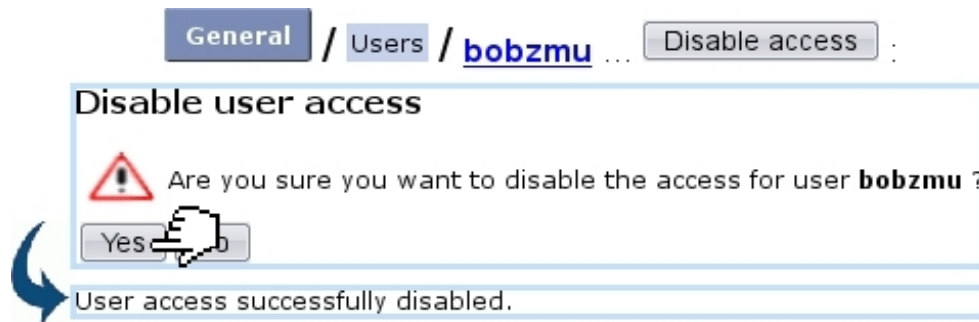 General / Users / bobzmu ... Disable access :
Disable user access
Are you sure you want to disable the access for user bobzmu ?
Yes
User access successfully disabled.